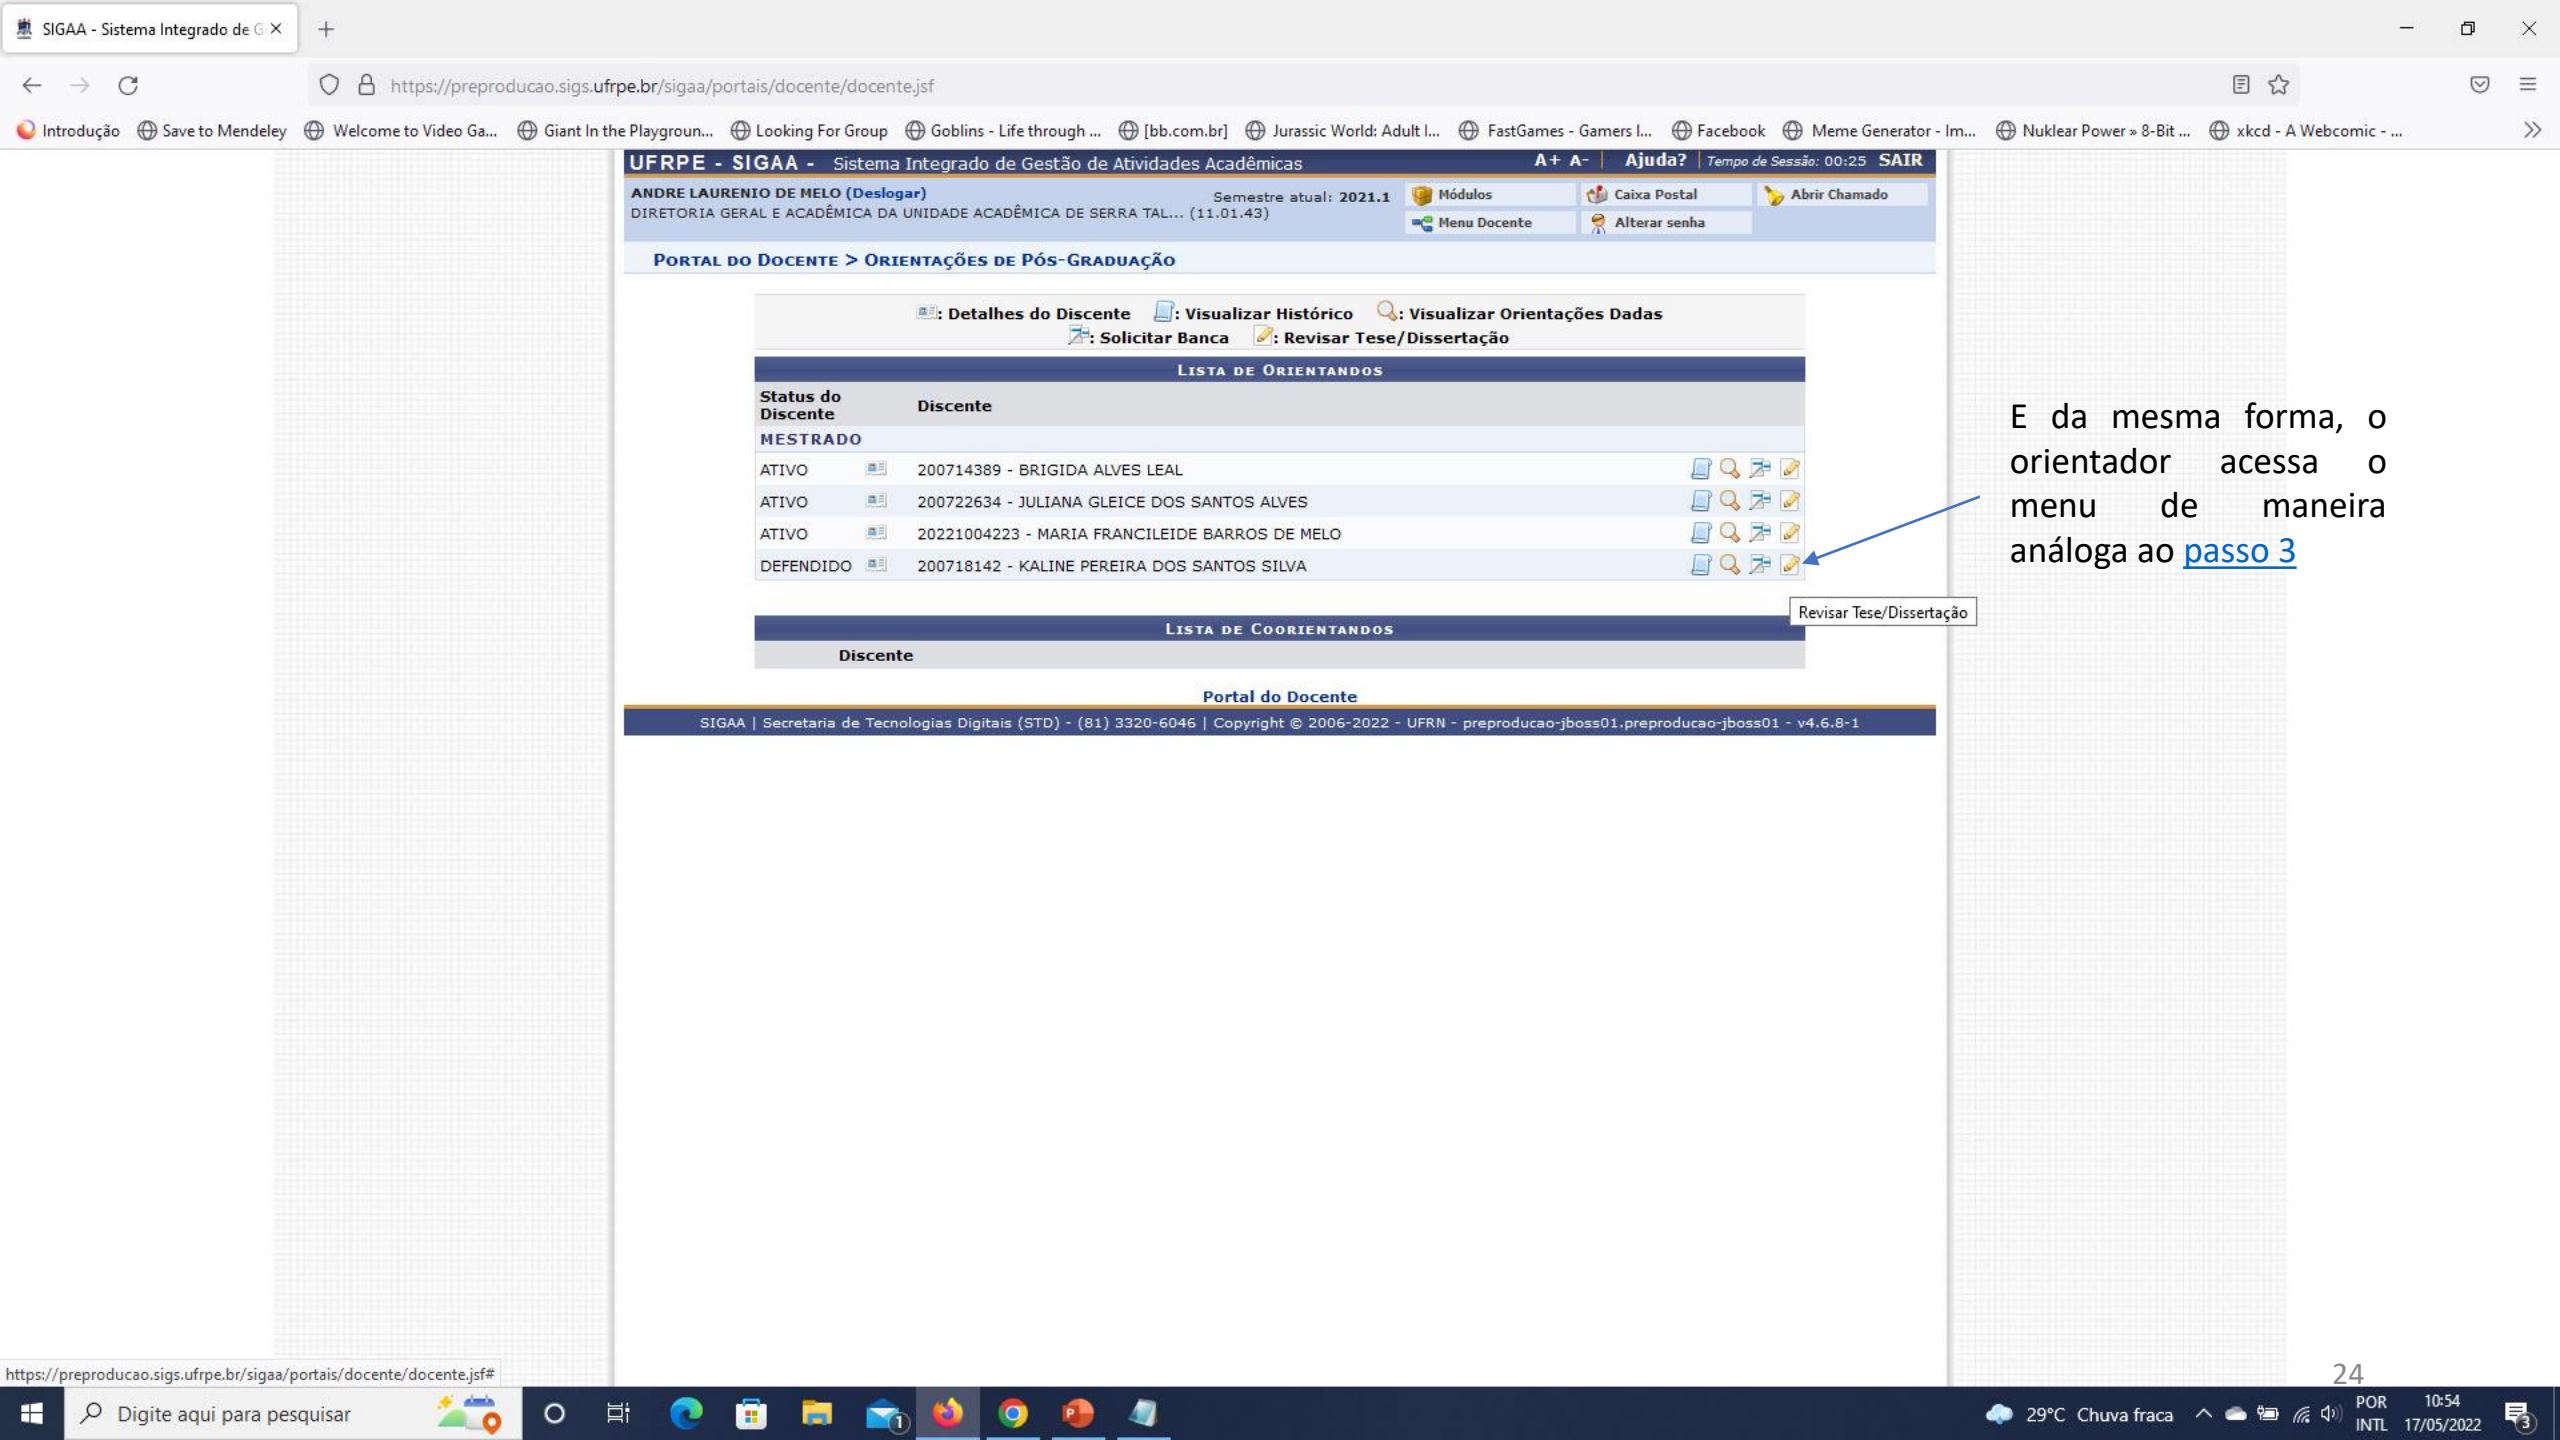 SIGAA - Sistema Integrado de G
https://preproducao.sigs.ufrpe.br/sigaa/portais/docente/docente.jsf
Introdução Save to Mendeley Welcome to Video Ga... Giant In the Playgroun... Looking For Group Goblins - Life through ... [bb.com.br] Jurassic World: Adult I... FastGames - Gamers I... Facebook Meme Generator - Im... Nuklear Power » 8-Bit ... xkcd - A Webcomic - ...
UFRPE - SIGAA - Sistema Integrado de Gestão de Atividades Acadêmicas A+ A- | Ajuda? | Tempo de Sessão: 00:25 SAIR
ANDRE LAURENIO DE MELO (Deslogar) Semestre atual: 2021.1 Módulos Caixa Postal Abrir Chamado
DIRETORIA GERAL E ACADÊMICA DA UNIDADE ACADÊMICA DE SERRA TAL... (11.01.43)
Menu Docente Alterar senha
PORTAL DO DOCENTE > ORIENTAÇÕES DE PÓS-GRADUAÇÃO
: Detalhes do Discente : Visualizar Histórico : Visualizar Orientações Dadas
: Solicitar Banca : Revisar Tese/Dissertação
LISTA DE ORIENTANDOS
Status do Discente
Discente
MESTRADO
ATIVO 200714389 - BRIGIDA ALVES LEAL
ATIVO 200722634 - JULIANA GLEICE DOS SANTOS ALVES
ATIVO 20221004223 - MARIA FRANCILEIDE BARROS DE MELO
DEFENDIDO 200718142 - KALINE PEREIRA DOS SANTOS SILVA
Revisar Tese/Dissertação
LISTA DE COORIENTANDOS
Discente
Portal do Docente
SIGAA | Secretaria de Tecnologias Digitais (STD) - (81) 3320-6046 | Copyright © 2006-2022 - UFRN - preproducao-jboss01.preproducao-jboss01 - v4.6.8-1
E da mesma forma, o
orientador acessa o
menu de maneira
análoga ao passo 3
24
https://preproducao.sigs.ufrpe.br/sigaa/portais/docente/docente.jsf#
Digite aqui para pesquisar
1
29°C Chuva fraca
POR
INTL
10:54
17/05/2022
3